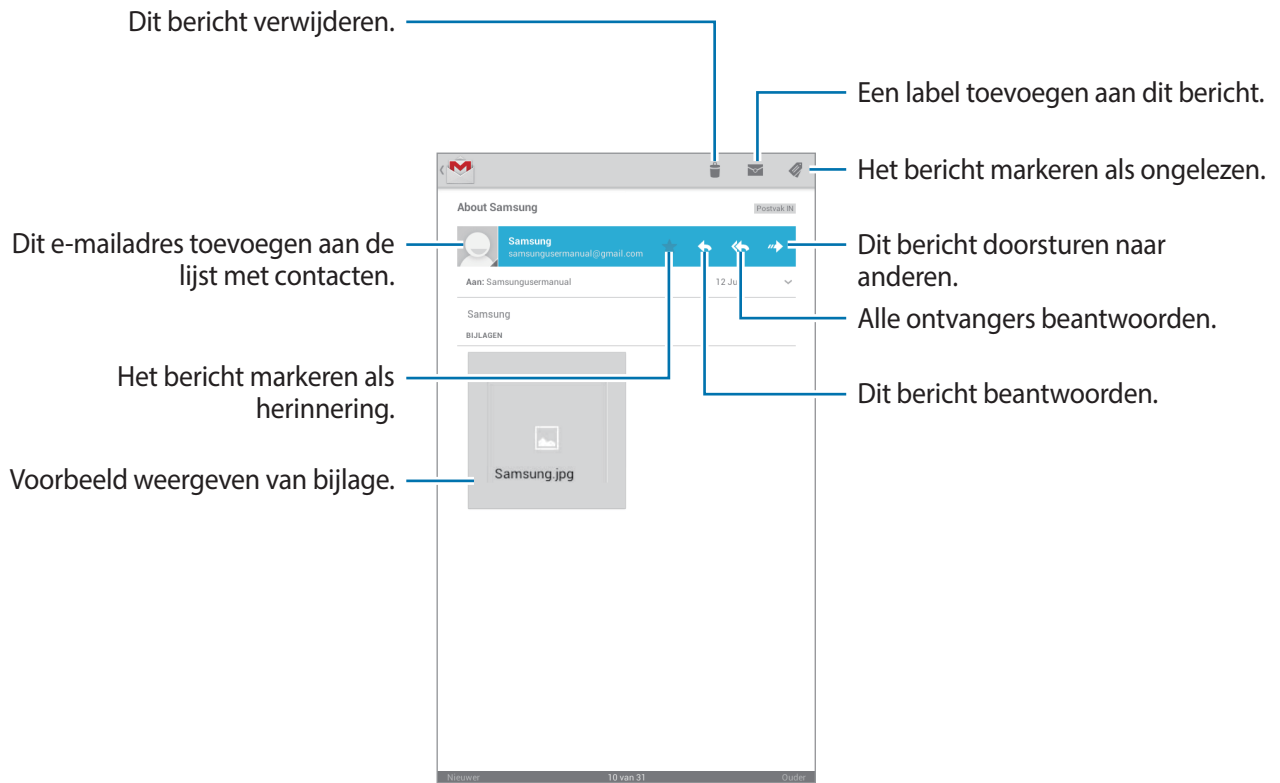 Dit bericht verwijderen.
Een label toevoegen aan dit bericht.
Het bericht markeren als ongelezen.
About Samsung
Postvak IN
Dit e-mailadres toevoegen aan de
lijst met contacten.
Samsung
samsungusermanual@gmail.com
Dit bericht doorsturen naar
anderen.
Aan: Samsungusermanual
12 Ju
Alle ontvangers beantwoorden.
Samsung
BIJLAGEN
Het bericht markeren als
herinnering.
Dit bericht beantwoorden.
Voorbeeld weergeven van bijlage.
Samsung.jpg
Nieuwer
10 van 31
Ouder